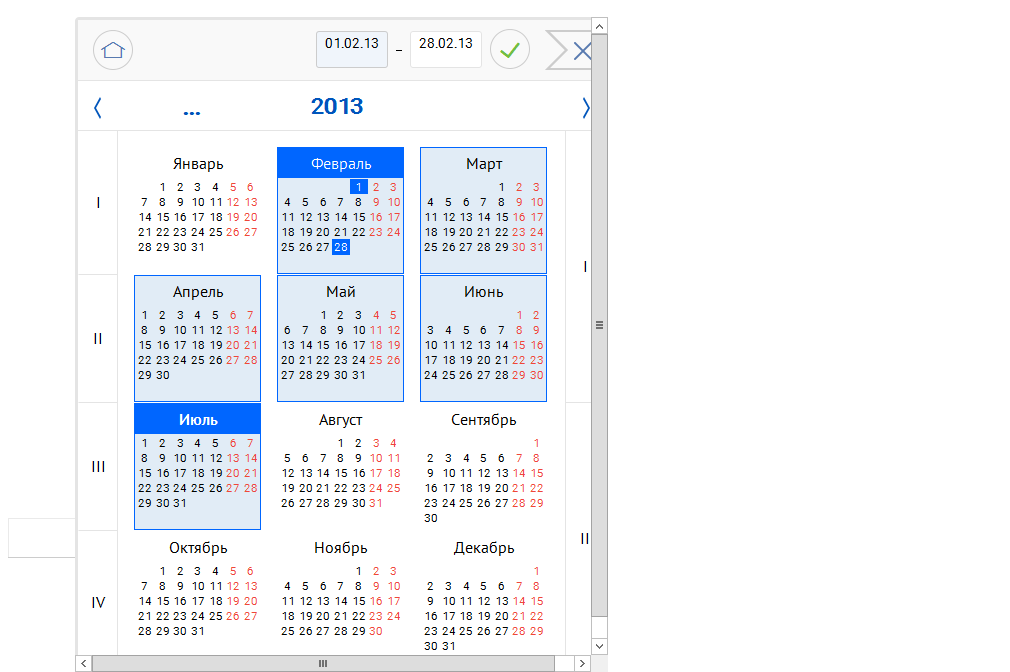 01.02.13 – 28.02.13
... 2013
I
Январь
1 2 3 4 5 6
7 8 9 10 11 12 13
14 15 16 17 18 19 20
21 22 23 24 25 26 27
28 29 30 31
Февраль
1 2 3
4 5 6 7 8 9 10
11 12 13 14 15 16 17
18 19 20 21 22 23 24
25 26 27 28
Март
1 2 3
4 5 6 7 8 9 10
11 12 13 14 15 16 17
18 19 20 21 22 23 24
25 26 27 28 29 30 31
I
II
Апрель
1 2 3 4 5 6 7
8 9 10 11 12 13 14
15 16 17 18 19 20 21
22 23 24 25 26 27 28
29 30
Май
1 2 3 4 5
6 7 8 9 10 11 12
13 14 15 16 17 18 19
20 21 22 23 24 25 26
27 28 29 30 31
Июнь
1 2
3 4 5 6 7 8 9
10 11 12 13 14 15 16
17 18 19 20 21 22 23
24 25 26 27 28 29 30
III
Июль
1 2 3 4 5 6 7
8 9 10 11 12 13 14
15 16 17 18 19 20 21
22 23 24 25 26 27 28
29 30 31
Август
1 2 3 4
5 6 7 8 9 10 11
12 13 14 15 16 17 18
19 20 21 22 23 24 25
26 27 28 29 30 31
Сентябрь
1
2 3 4 5 6 7 8
9 10 11 12 13 14 15
16 17 18 19 20 21 22
23 24 25 26 27 28 29
30
II
IV
Октябрь
1 2 3 4 5 6
7 8 9 10 11 12 13
14 15 16 17 18 19 20
21 22 23 24 25 26 27
28 29 30 31
Ноябрь
1 2 3
4 5 6 7 8 9 10
11 12 13 14 15 16 17
18 19 20 21 22 23 24
25 26 27 28 29 30
Декабрь
1
2 3 4 5 6 7 8
9 10 11 12 13 14 15
16 17 18 19 20 21 22
23 24 25 26 27 28 29
30 31